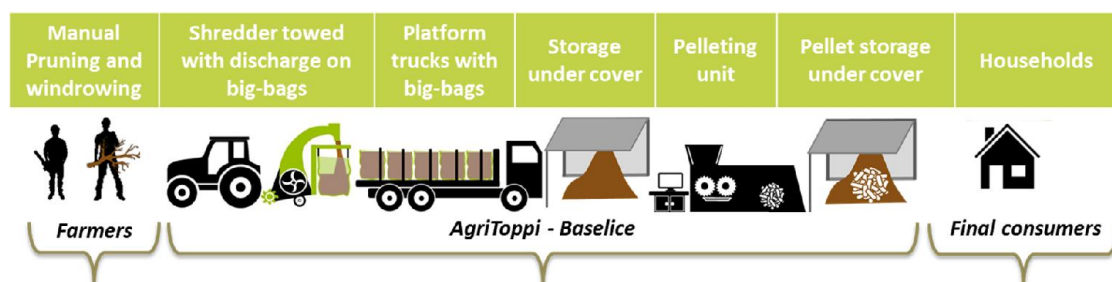 Manual
Pruning and
windrowing
Shredder towed
with discharge on
big-bags
Platform
trucks with
big-bags
Storage
under cover
Pelleting
unit
Pellet storage
under cover
Households
Farmers
AgriToppi - Baselice
Final consumers